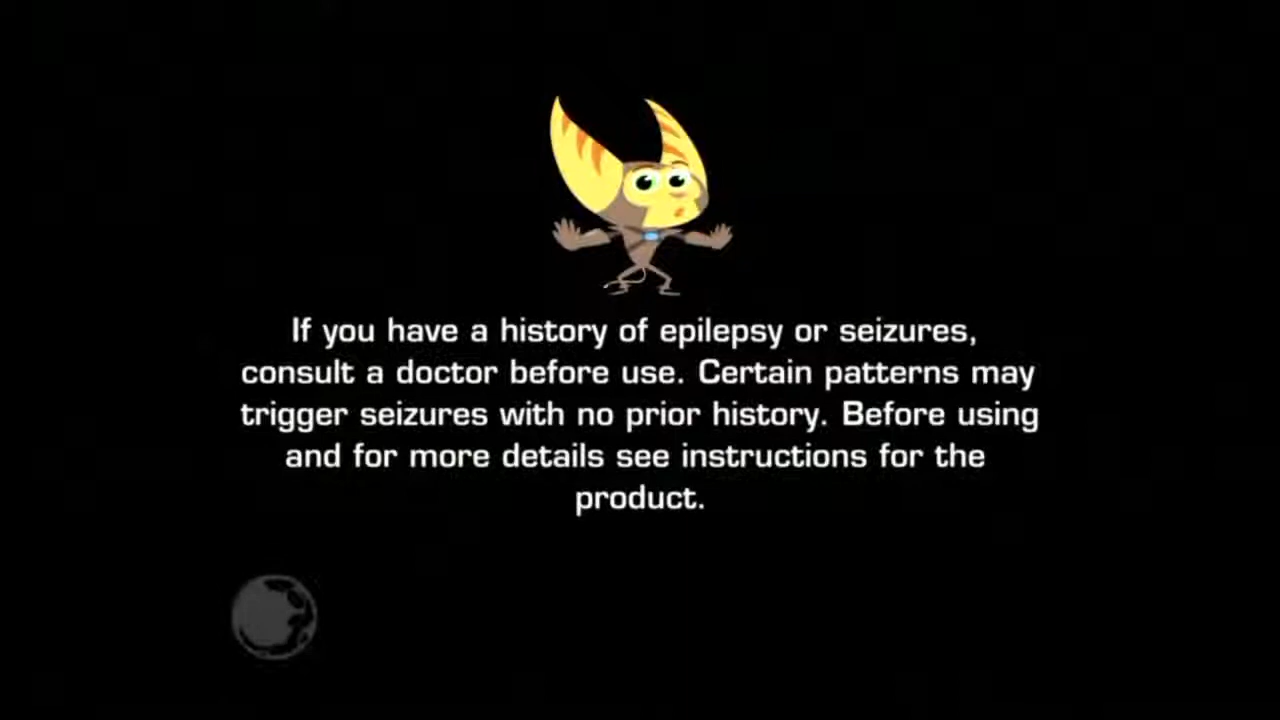 If you have a history of epilepsy or seizures,
consult a doctor before use. Certain patterns may
trigger seizures with no prior history. Before using
and for more details see instructions for the
product.